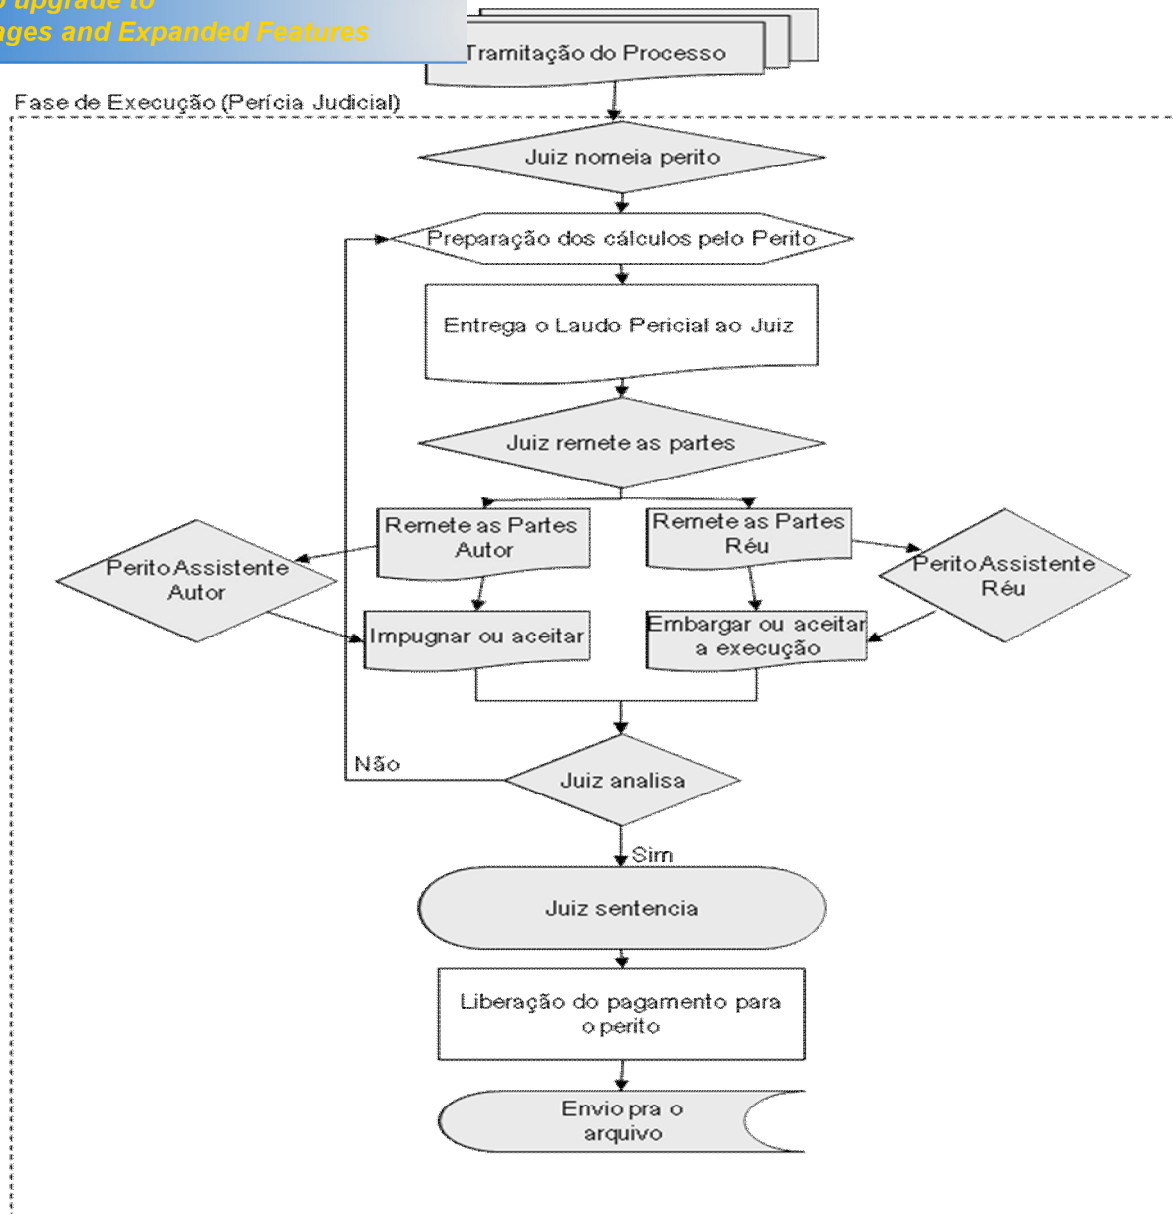 upgrade to
ges and Expanded Features
Tramitação do Processo
Fase de Execução (Perícia Judicial)
Juiz nomeia perito
Preparação dos cálculos pelo Perito
Entrega o Laudo Pericial ao Juiz
Juiz remete as partes
Remete as Partes
Autor
Remete as Partes
Réu
Perito Assistente
Autor
Perito Assistente
Réu
Impugnar ou aceitar
Embargar ou aceitar
a execução
Não
Juiz analisa
Sim
Juiz sentencia
Liberação do pagamento para
o perito
Envio pra o
arquivo